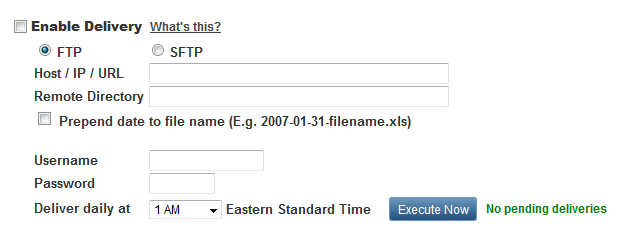 Enable Delivery What's this?
FTP SFTP
Host / IP / URL
Remote Directory
Prepend date to file name (E.g. 2007-01-31-filename.xls)
Username
Password
Deliver daily at 1 AM Eastern Standard Time Execute Now No pending deliveries